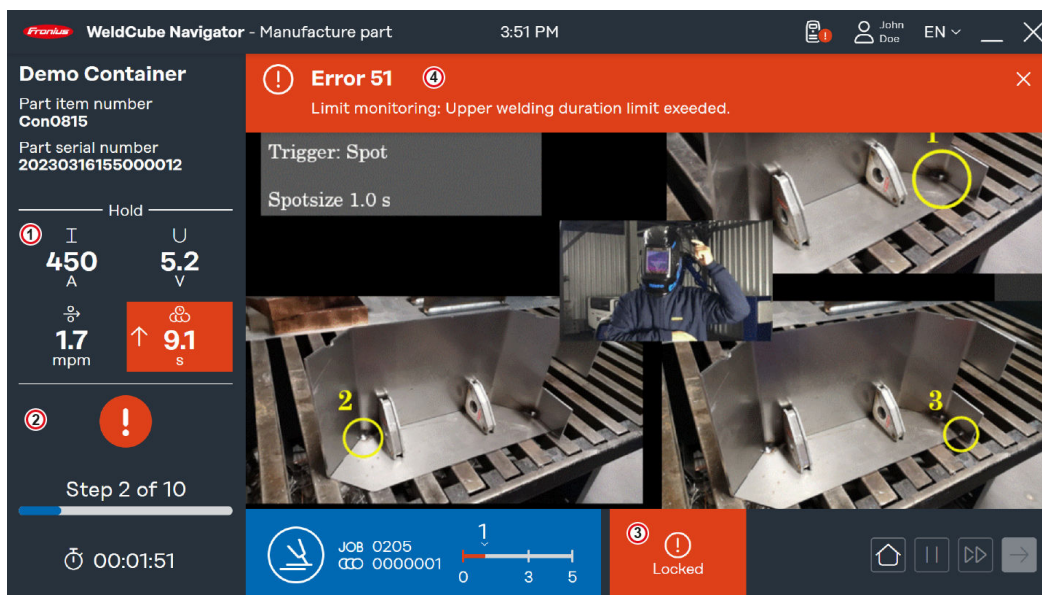 Fronius WeldCube Navigator - Manufacture part 3:51 PM John Doe EN
Demo Container
Part item number
Con0815
Part serial number
20230316155000012
Hold
1 I U
450 5.2
A V
1.7 9.1
mpm s
2
Step 2 of 10
00:01:51
Error 51 4
Limit monitoring: Upper welding duration limit exeeded.
Trigger: Spot
Spotsize 1.0 s
1
2
3
JOB 0205
0000001
1
0 3 5
3
Locked